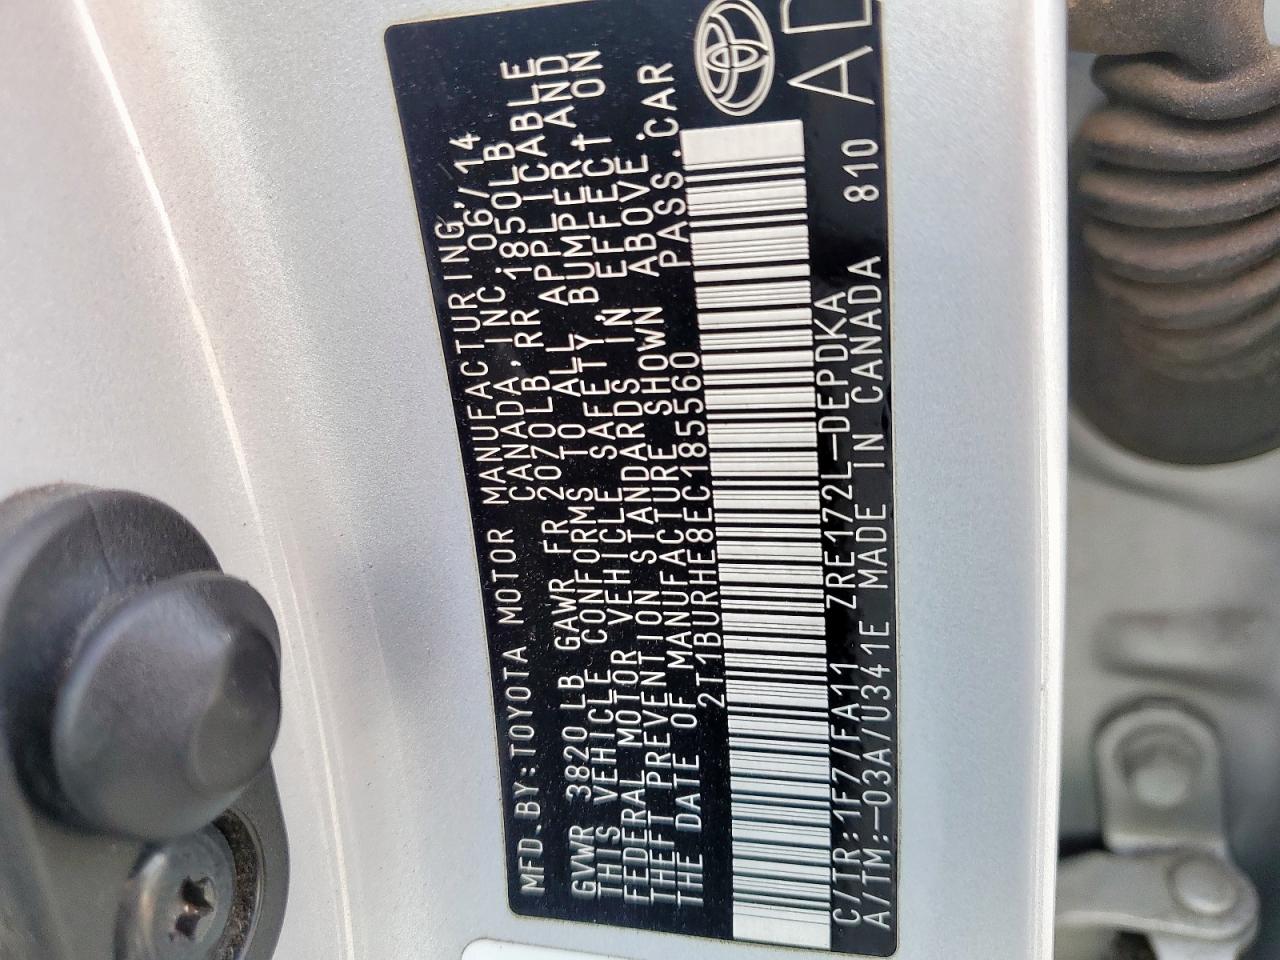 MFD.BY:TOYOTA MOTOR MANUFACTURING,
CANADA, INC. 06/14
GVWR 3820LB GAWR FR 2070LB RR 1850LB
THIS VEHICLE CONFORMS TO ALL APPLICABLE
FEDERAL MOTOR VEHICLE SAFETY, BUMPER, AND
THEFT PREVENTION STANDARDS IN EFFECT ON
THE DATE OF MANUFACTURE SHOWN ABOVE.
2T1BURHE8EC185560 PASS.CAR
C/TR:1F7/FA11 ZRE172L-DEPDKA
A/TM:-03A/U341E MADE IN CANADA 810
AD